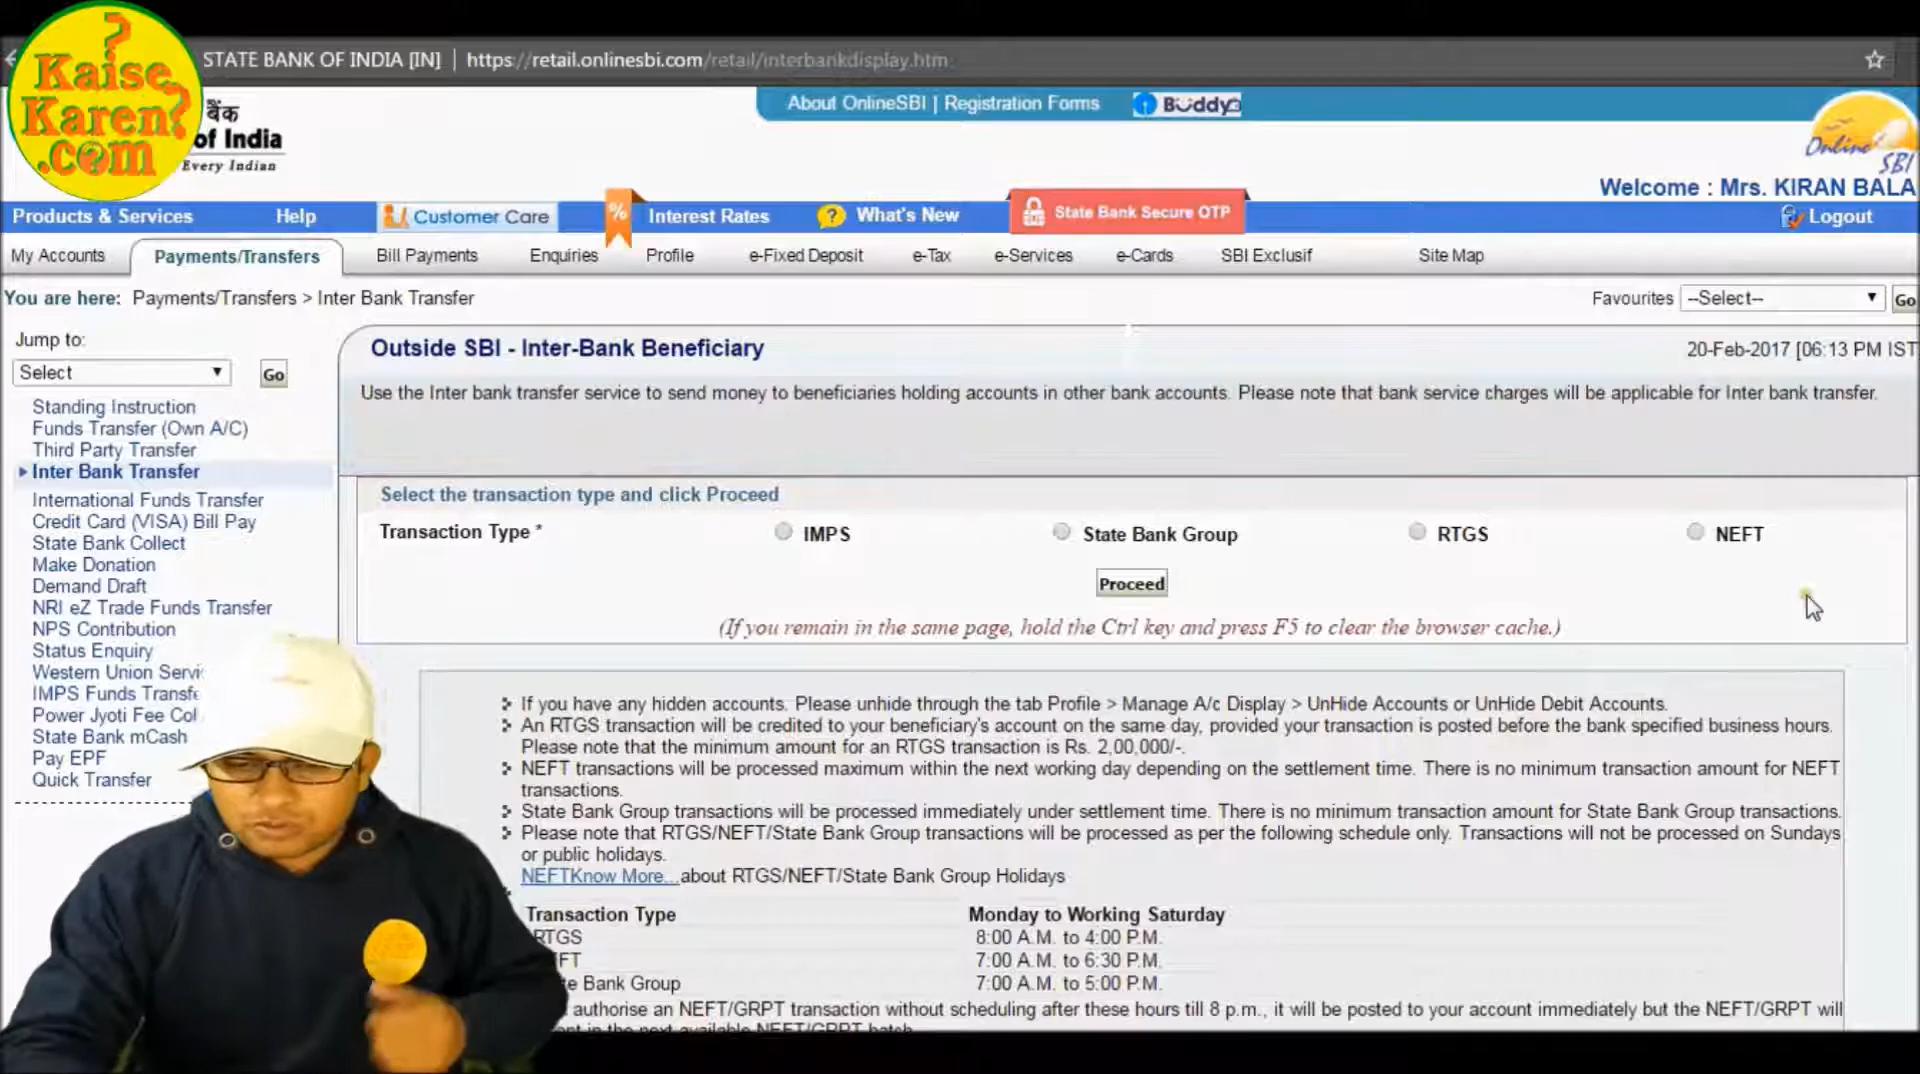 ? Kaise
Karen?
.com
STATE BANK OF INDIA [IN] | https://retail.onlinesbi.com/retail/interbankdisplay.htm
बैंक
of India
Every Indian
About OnlineSBI | Registration Forms
Buddy
Online SBI
Welcome : Mrs. KIRAN BALA
Products & Services Help Customer Care % Interest Rates ? What's New State Bank Secure OTP Logout
My Accounts Payments/Transfers Bill Payments Enquiries Profile e-Fixed Deposit e-Tax e-Services e-Cards SBI Exclusif Site Map
You are here: Payments/Transfers > Inter Bank Transfer Favourites --Select-- Go
Jump to:
Select Go
Standing Instruction
Funds Transfer (Own A/C)
Third Party Transfer
Inter Bank Transfer
International Funds Transfer
Credit Card (VISA) Bill Pay
State Bank Collect
Make Donation
Demand Draft
NRI eZ Trade Funds Transfer
NPS Contribution
Status Enquiry
Western Union Servi
IMPS Funds Transfe
Power Jyoti Fee Col
State Bank mCash
Pay EPF
Quick Transfer
Outside SBI - Inter-Bank Beneficiary 20-Feb-2017 [06:13 PM IST
Use the Inter bank transfer service to send money to beneficiaries holding accounts in other bank accounts. Please note that bank service charges will be applicable for Inter bank transfer.
Select the transaction type and click Proceed
Transaction Type * IMPS State Bank Group RTGS NEFT
Proceed
(If you remain in the same page, hold the Ctrl key and press F5 to clear the browser cache.)
If you have any hidden accounts. Please unhide through the tab Profile > Manage A/c Display > UnHide Accounts or UnHide Debit Accounts.
An RTGS transaction will be credited to your beneficiary's account on the same day, provided your transaction is posted before the bank specified business hours.
Please note that the minimum amount for an RTGS transaction is Rs. 2,00,000/-.
NEFT transactions will be processed maximum within the next working day depending on the settlement time. There is no minimum transaction amount for NEFT
transactions.
State Bank Group transactions will be processed immediately under settlement time. There is no minimum transaction amount for State Bank Group transactions.
Please note that RTGS/NEFT/State Bank Group transactions will be processed as per the following schedule only. Transactions will not be processed on Sundays
or public holidays.
NEFTKnow More...about RTGS/NEFT/State Bank Group Holidays
Transaction Type Monday to Working Saturday
RTGS 8:00 A.M. to 4:00 P.M.
FT 7:00 A.M. to 6:30 P.M.
te Bank Group 7:00 A.M. to 5:00 P.M.
authorise an NEFT/GRPT transaction without scheduling after these hours till 8 p.m., it will be posted to your account immediately but the NEFT/GRPT will
in the next available NEFT/GRPT batch